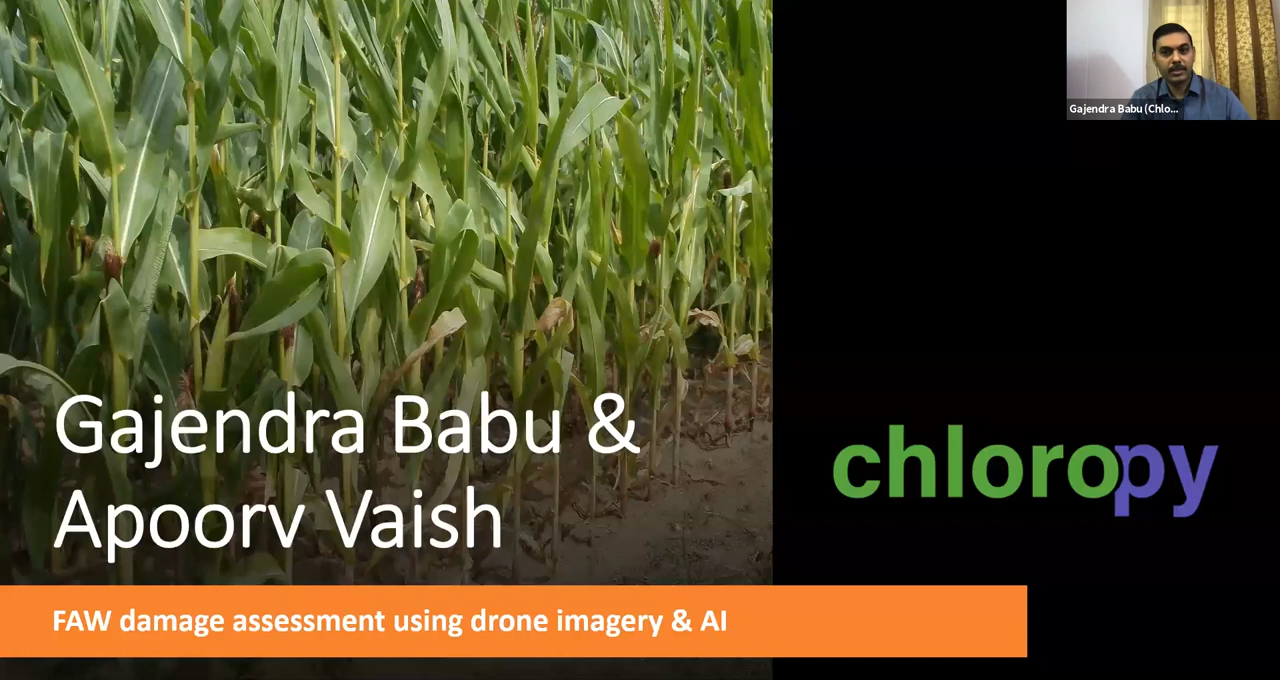 Gajendra Babu (Chlo...
Gajendra Babu &
Apoorv Vaish
chloropy
FAW damage assessment using drone imagery & AI